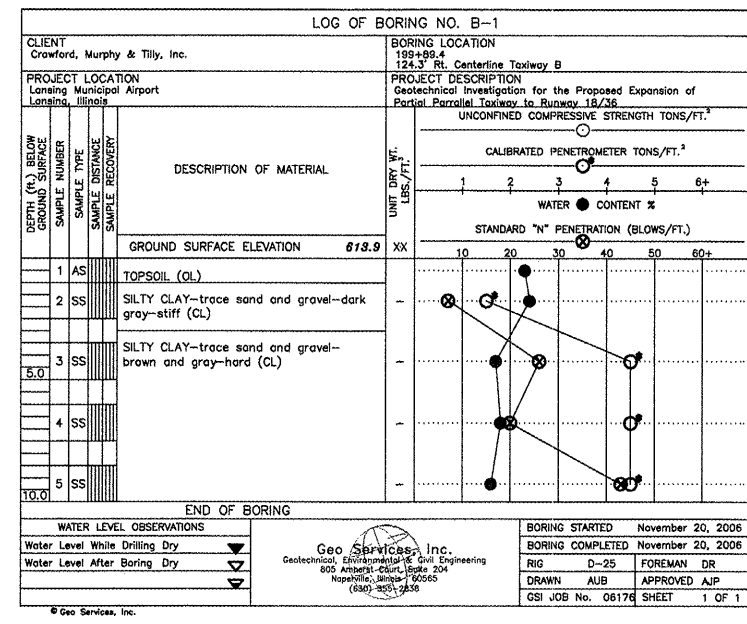 LOG OF BORING NO. B-1
CLIENT
Crawford, Murphy & Tilly, Inc.
BORING LOCATION
199+89.4
124.3' Rt. Centerline Taxiway B
PROJECT LOCATION
Lansing Municipal Airport
Lansing, Illinois
PROJECT DESCRIPTION
Geotechnical Investigation for the Proposed Expansion of
Partial Parrallel Taxiway to Runway 18/36
DEPTH (ft.) BELOW
GROUND SURFACE
SAMPLE NUMBER
SAMPLE TYPE
SAMPLE DISTANCE
SAMPLE RECOVERY
DESCRIPTION OF MATERIAL
UNIT DRY WT.
LBS./FT.³
UNCONFINED COMPRESSIVE STRENGTH TONS/FT.²
CALIBRATED PENETROMETER TONS/FT.²
*
1 2 3 4 5 6+
WATER CONTENT %
STANDARD "N" PENETRATION (BLOWS/FT.)
GROUND SURFACE ELEVATION 613.9 XX
10 20 30 40 50 60+
1 AS TOPSOIL (OL)
2 SS SILTY CLAY-trace sand and gravel-dark
gray-stiff (CL)
– *
SILTY CLAY-trace sand and gravel-
3 SS brown and gray-hard (CL)
– *
5.0
4 SS – *
5 SS – *
10.0
END OF BORING
WATER LEVEL OBSERVATIONS
Water Level While Drilling Dry
Water Level After Boring Dry
Geo Services, Inc.
Geotechnical, Environmental & Civil Engineering
805 Amherst Court, Suite 204
Naperville, Illinois 60565
(630) 355-2838
BORING STARTED November 20, 2006
BORING COMPLETED November 20, 2006
RIG D-25 FOREMAN DR
DRAWN AUB APPROVED AJP
GSI JOB No. 06176 SHEET 1 OF 1
© Geo Services, Inc.